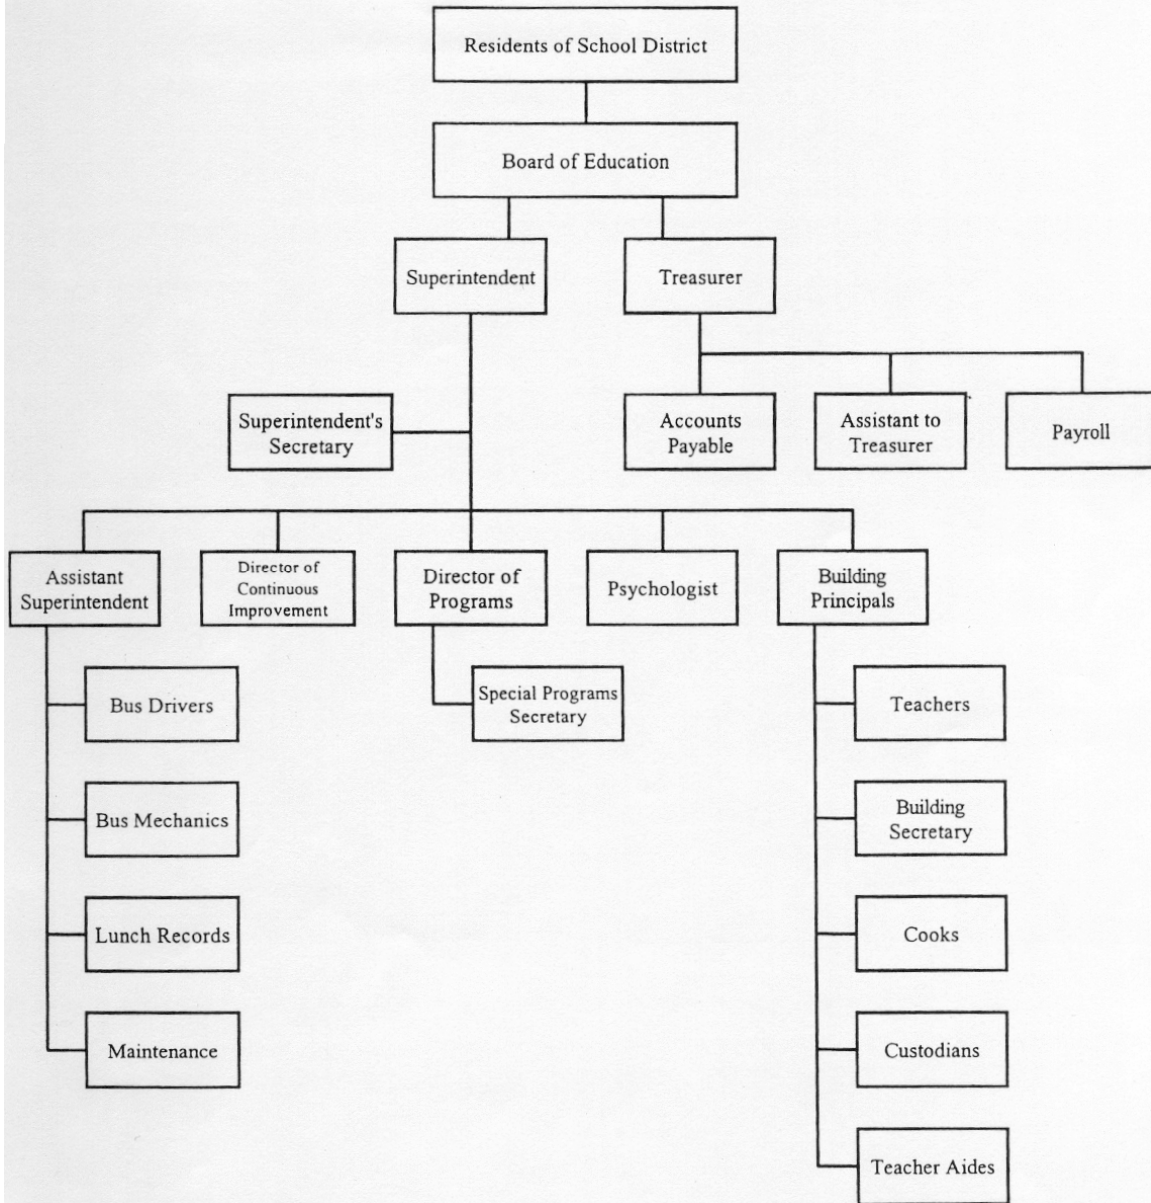 Residents of School District
Board of Education
Superintendent
Treasurer
Superintendent's
Secretary
Accounts
Payable
Assistant to
Treasurer
Payroll
Assistant
Superintendent
Director of
Continuous
Improvement
Director of
Programs
Psychologist
Building
Principals
Bus Drivers
Special Programs
Secretary
Teachers
Bus Mechanics
Building
Secretary
Lunch Records
Cooks
Maintenance
Custodians
Teacher Aides